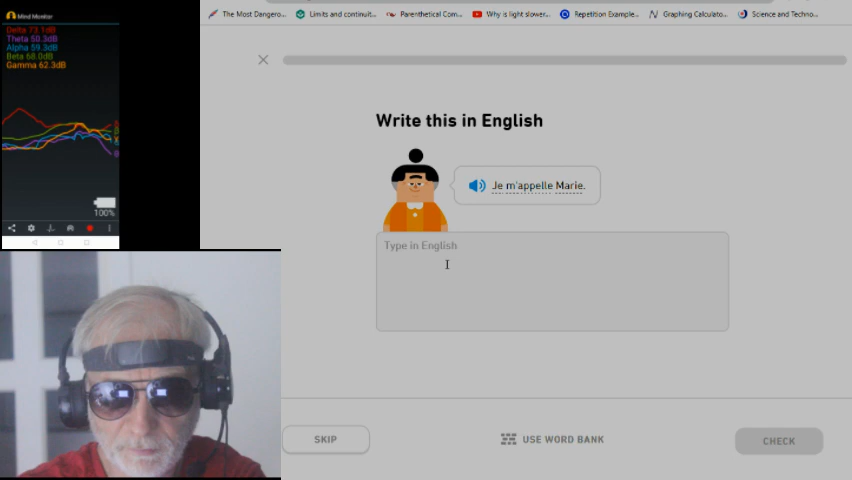 Mind Monitor
Delta 73.1dB
Theta 50.3dB
Alpha 59.3dB
Beta 68.0dB
Gamma 62.3dB
100%
The Most Dangero...
Limits and continuit...
Parenthetical Com...
Why is light slower...
Repetition Example...
Graphing Calculato...
Science and Techno...
Write this in English
Je m'appelle Marie.
Type in English
SKIP
USE WORD BANK
CHECK